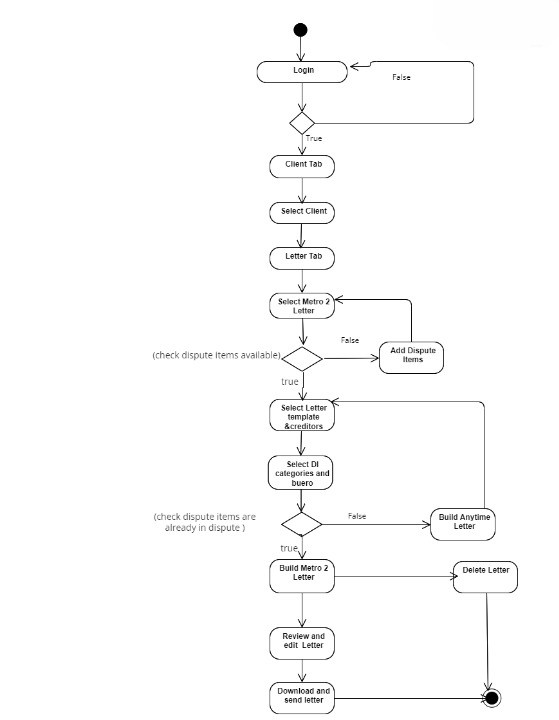 Login
False
True
Client Tab
Select Client
Letter Tab
Select Metro 2
Letter
False
(check dispute items available)
Add Dispute
Items
true
Select Letter
template
&creditors
Select DI
categories and
buero
(check dispute items are
already in dispute )
False
Build Anytime
Letter
true
Build Metro 2
Letter
Delete Letter
Review and
edit Letter
Download and
send letter